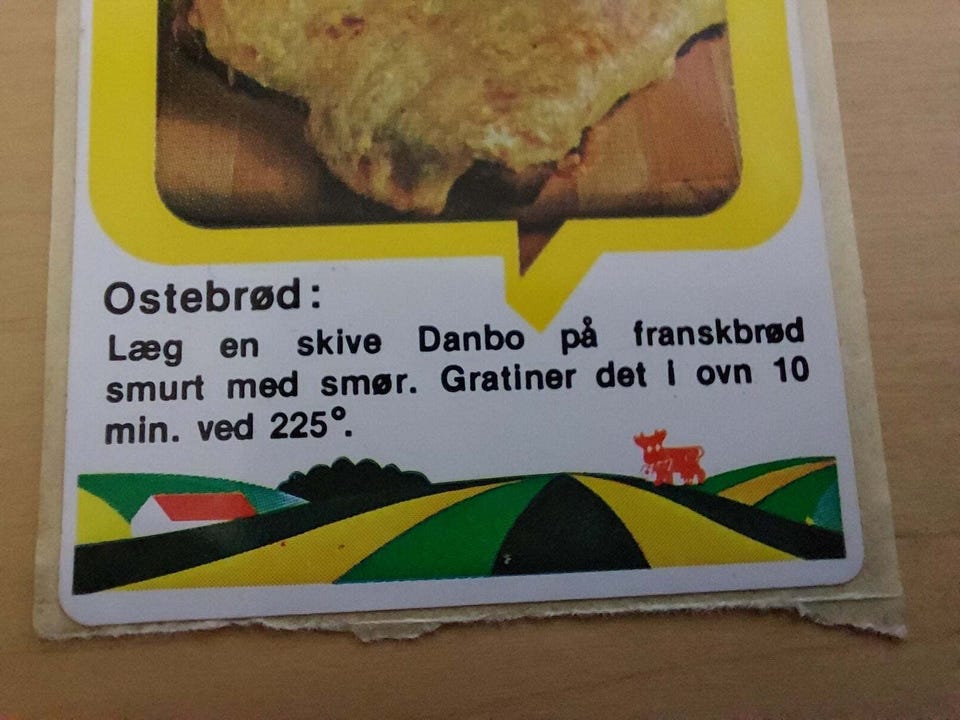 Ostebrød:
Læg en skive Danbo på franskbrød
smurt med smør. Gratiner det i ovn 10
min. ved 225°.